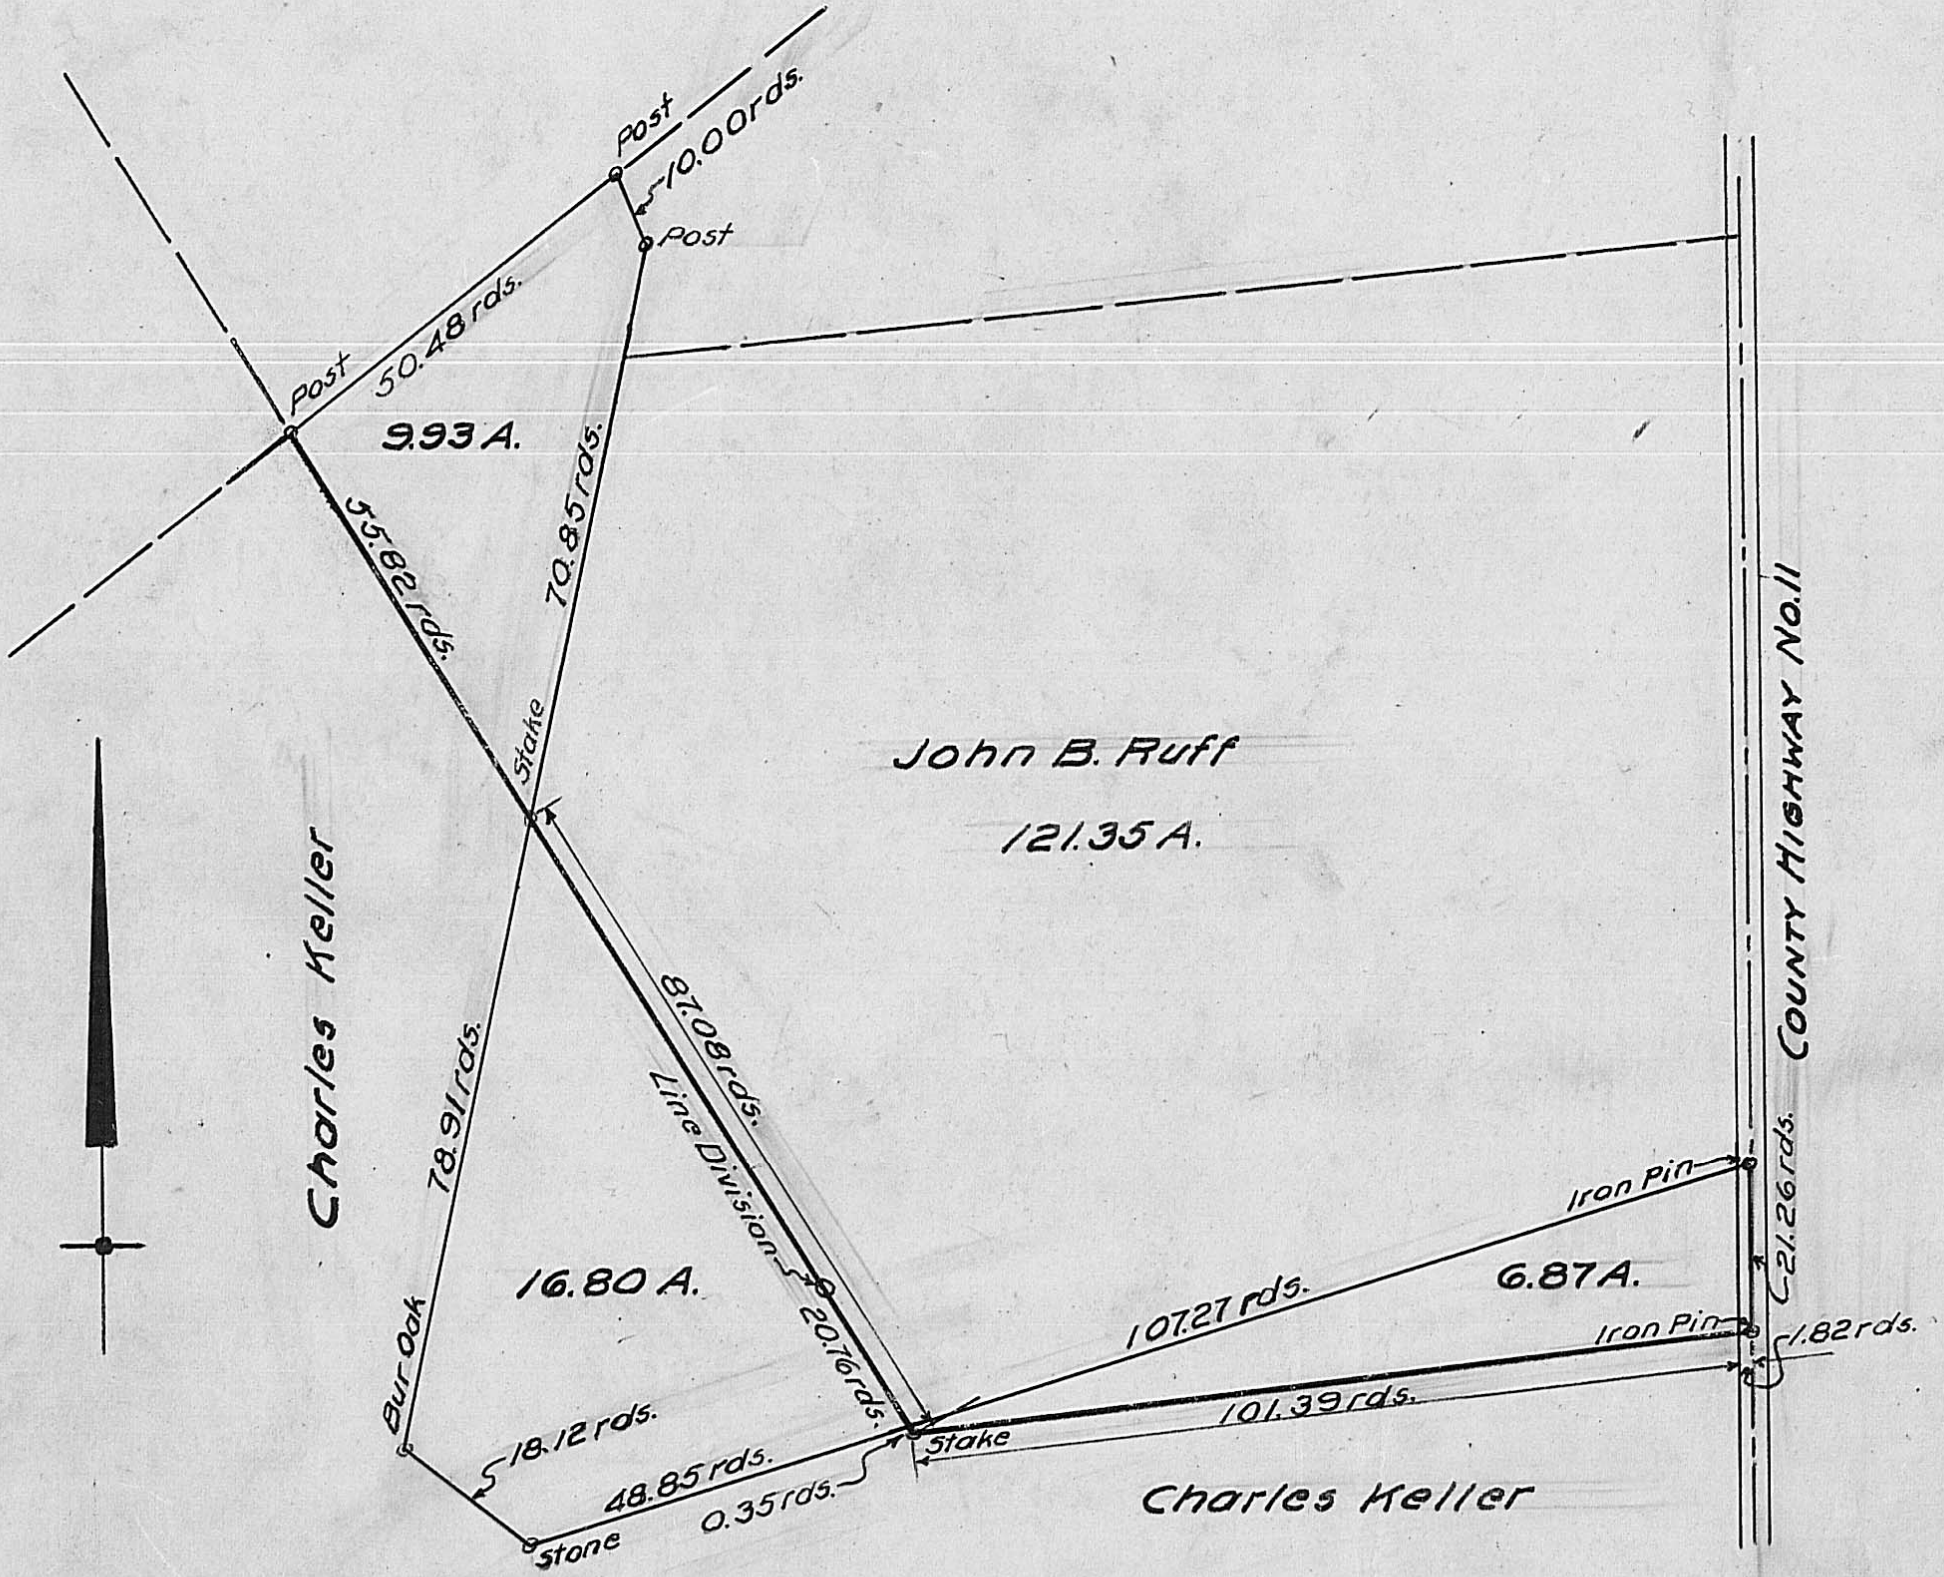 Post
10.00 rds.
Post
50.48 rds.
Post
9.93 A.
55.82 rds.
70.85 rds.
Stake
John B. Ruff
121.35 A.
COUNTY HIGHWAY NO. 11
Charles Keller
87.08 rds.
Line Division
78.91 rds.
16.80 A.
20.76 rds.
Iron Pin
21.26 rds.
6.87 A.
107.27 rds.
Iron Pin
1.82 rds.
Bur Oak
18.12 rds.
101.39 rds.
Stake
48.85 rds.
0.35 rds.
Stone
Charles Keller